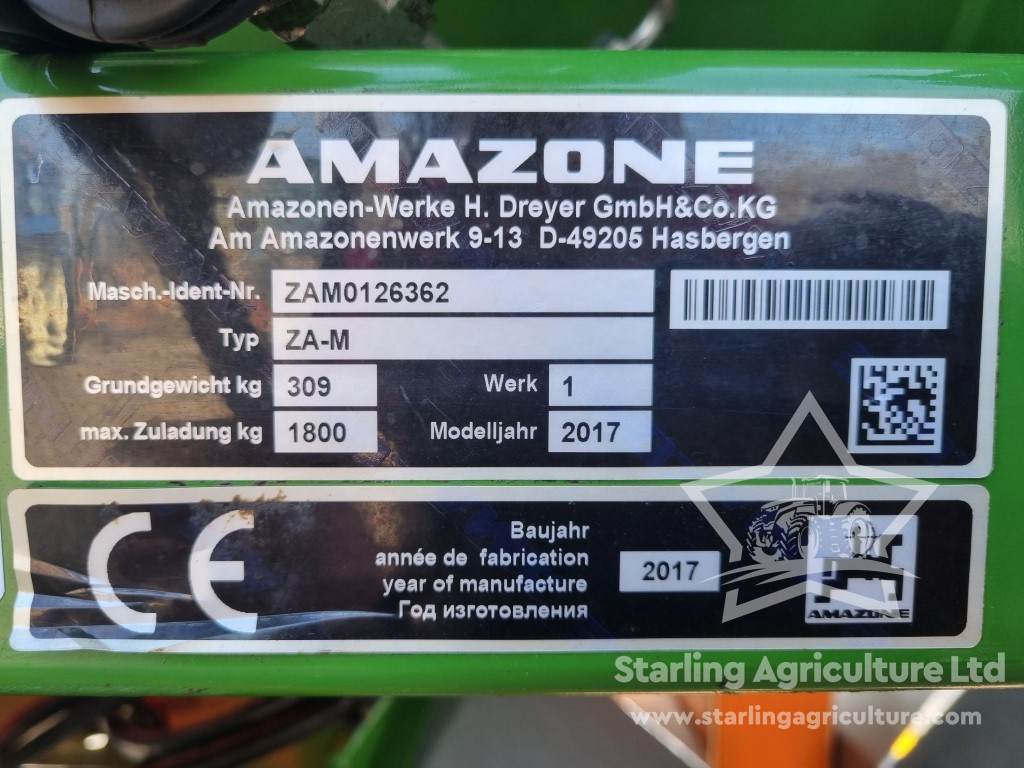 AMAZONE
Amazonen-Werke H. Dreyer GmbH&Co.KG
Am Amazonenwerk 9-13 D-49205 Hasbergen
Masch.-Ident-Nr. ZAM0126362
Typ ZA-M
Grundgewicht kg 309 Werk 1
max. Zuladung kg 1800 Modelljahr 2017
CE
Baujahr
année de fabrication
year of manufacture
Год изготовления
2017
AMAZONE
Starling Agriculture Ltd
www.starlingagriculture.com